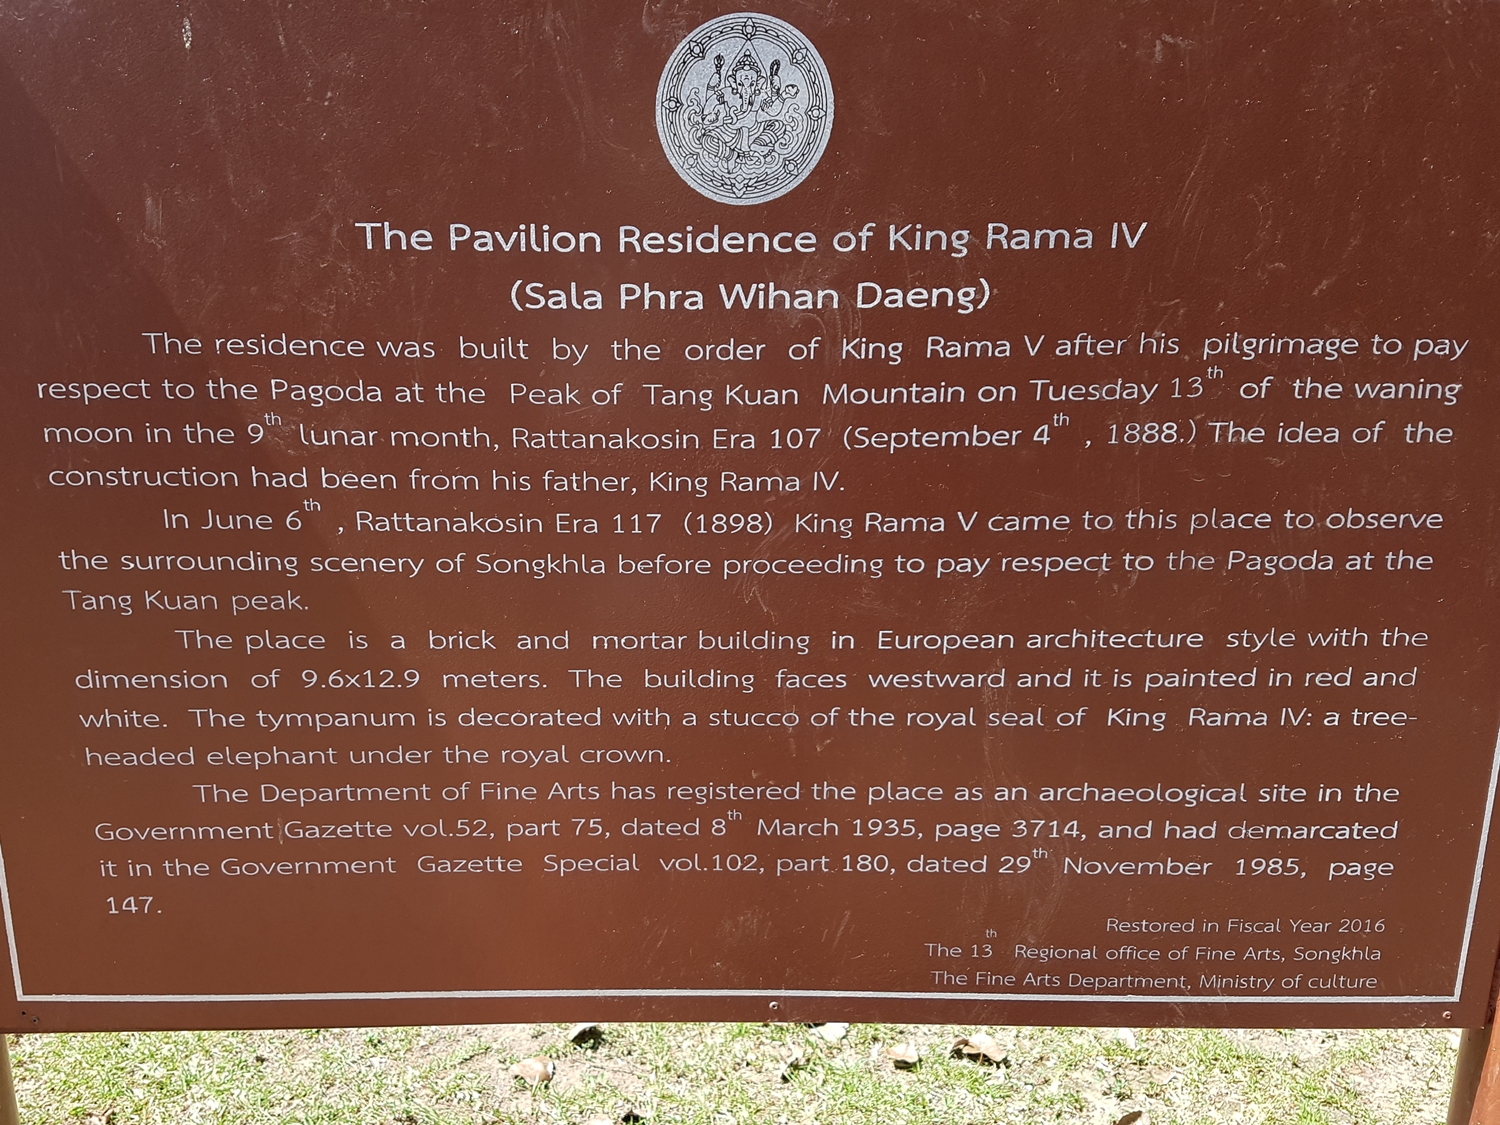 The Pavilion Residence of King Rama IV
(Sala Phra Wihan Daeng)
The residence was built by the order of King Rama V after his pilgrimage to pay
respect to the Pagoda at the Peak of Tang Kuan Mountain on Tuesday 13th of the waning
moon in the 9th lunar month, Rattanakosin Era 107 (September 4th , 1888.) The idea of the
construction had been from his father, King Rama IV.
In June 6th , Rattanakosin Era 117 (1898) King Rama V came to this place to observe
the surrounding scenery of Songkhla before proceeding to pay respect to the Pagoda at the
Tang Kuan peak.
The place is a brick and mortar building in European architecture style with the
dimension of 9.6x12.9 meters. The building faces westward and it is painted in red and
white. The tympanum is decorated with a stucco of the royal seal of King Rama IV: a tree-
headed elephant under the royal crown.
The Department of Fine Arts has registered the place as an archaeological site in the
Government Gazette vol.52, part 75, dated 8th March 1935, page 3714, and had demarcated
it in the Government Gazette Special vol.102, part 180, dated 29th November 1985, page
147.
Restored in Fiscal Year 2016
The 13th Regional office of Fine Arts, Songkhla
The Fine Arts Department, Ministry of culture